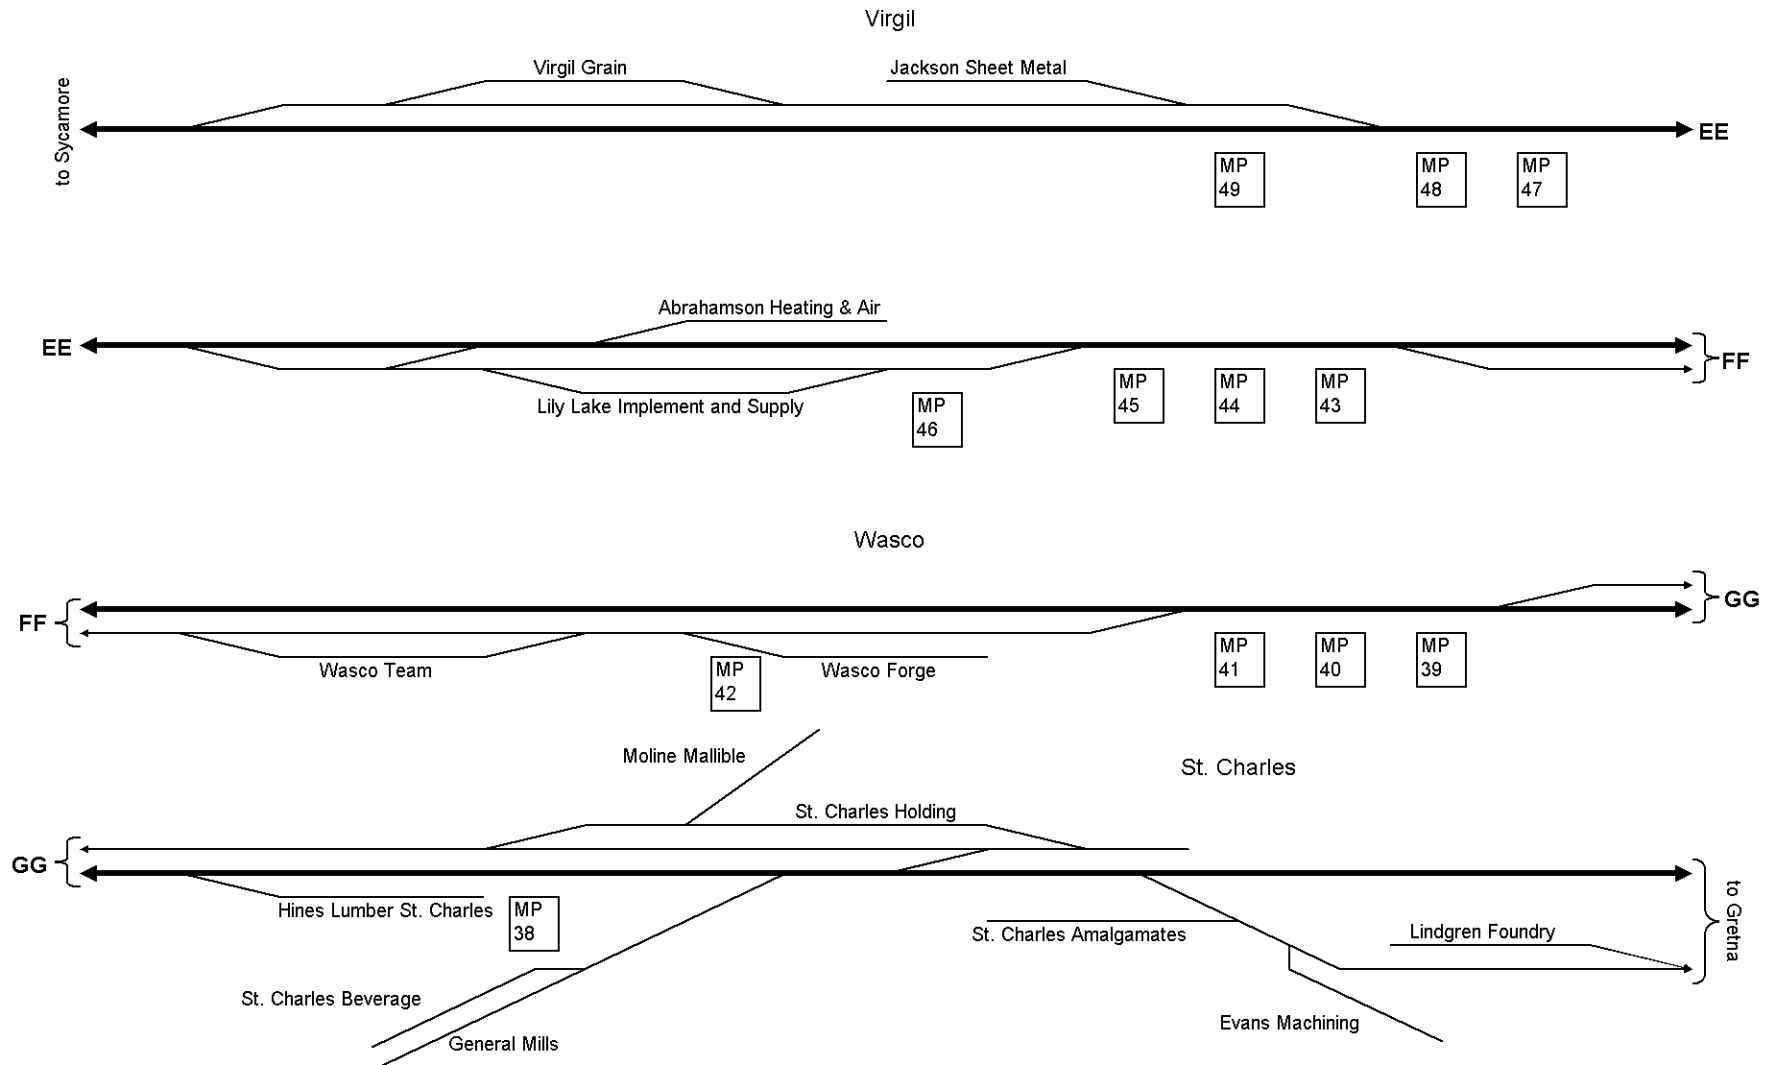 Virgil
Virgil Grain
Jackson Sheet Metal
to Sycamore
EE
MP
49
MP
48
MP
47
Abrahamson Heating & Air
EE
FF
Lily Lake Implement and Supply
MP
46
MP
45
MP
44
MP
43
Wasco
FF
GG
Wasco Team
MP
42
Wasco Forge
MP
41
MP
40
MP
39
Moline Mallible
St. Charles
St. Charles Holding
GG
Hines Lumber St. Charles
MP
38
St. Charles Amalgamates
Lindgren Foundry
to Gretna
St. Charles Beverage
General Mills
Evans Machining